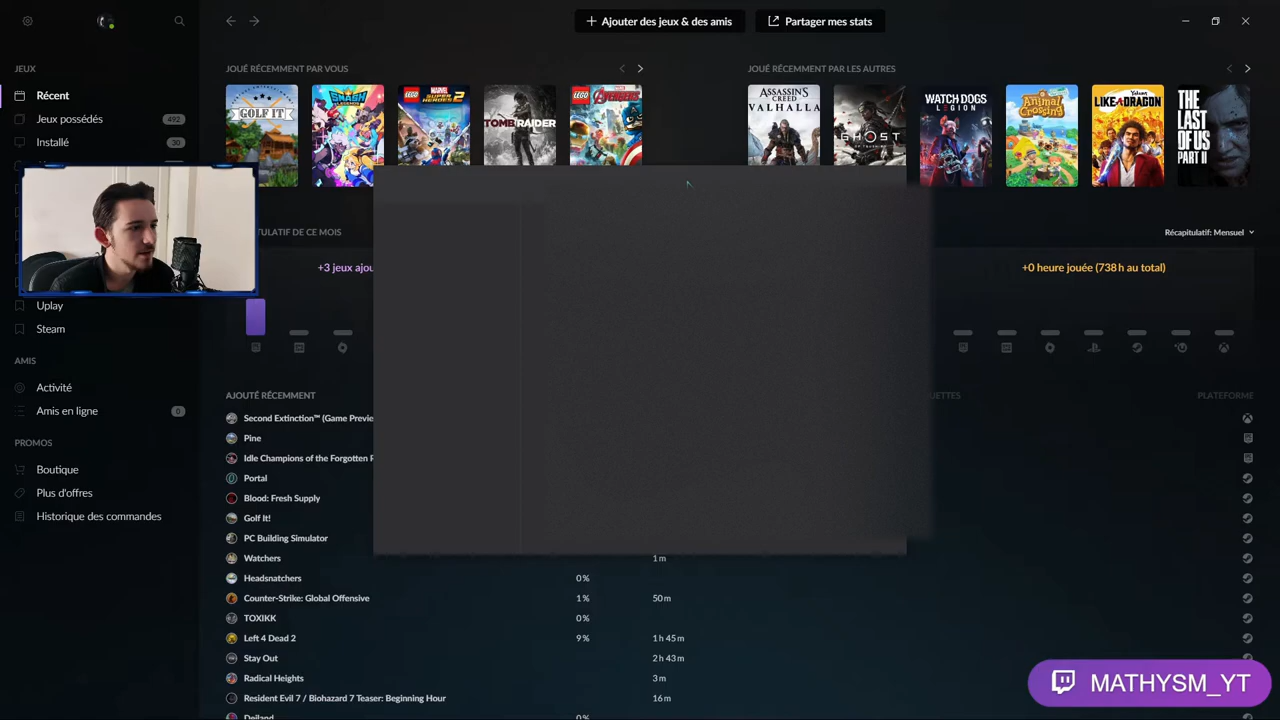 Ajouter des jeux & des amis
Partager mes stats
JEUX
Récent
Jeux possédés 492
Installé 30
Uplay
Steam
AMIS
Activité
Amis en ligne 0
PROMOS
Boutique
Plus d'offres
Historique des commandes
JOUÉ RÉCEMMENT PAR VOUS
GOLF IT
SMASH LEGENDS
LEGO MARVEL SUPER HEROES 2
TOMB RAIDER
LEGO AVENGERS
JOUÉ RÉCEMMENT PAR LES AUTRES
ASSASSIN'S CREED VALHALLA
GHOST
WATCH DOGS LEGION
Animal Crossing
Yakuza LIKE A DRAGON
THE LAST OF US PART II
TULATIF DE CE MOIS
Récapitulatif: Mensuel
+3 jeux ajou
+0 heure jouée (738 h au total)
AJOUTÉ RÉCEMMENT
UETTES
PLATEFORME
Second Extinction™ (Game Previe
Pine
Idle Champions of the Forgotten R
Portal
Blood: Fresh Supply
Golf It!
PC Building Simulator
Watchers 1 m
Headsnatchers 0 %
Counter-Strike: Global Offensive 1 % 50 m
TOXIKK 0 %
Left 4 Dead 2 9 % 1 h 45 m
Stay Out 2 h 43 m
Radical Heights 3 m
Resident Evil 7 / Biohazard 7 Teaser: Beginning Hour 16 m
Deiland 0 %
MATHYSM_YT